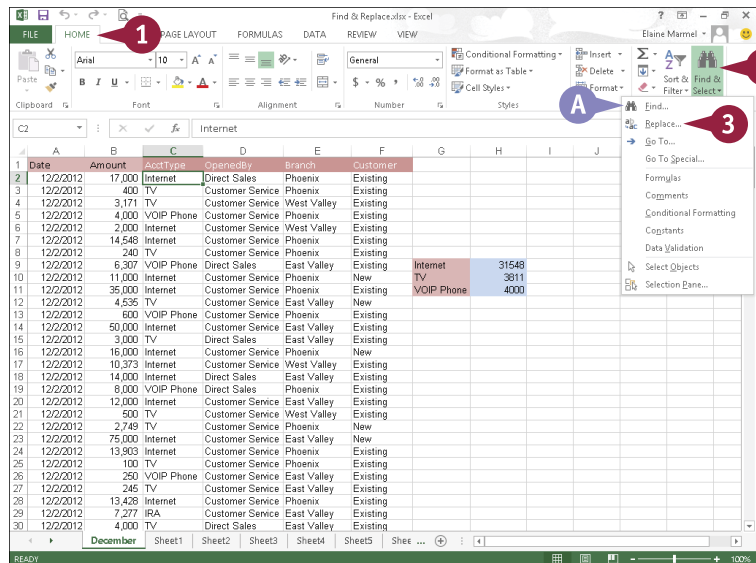 Find & Replace.xlsx - Excel
FILE HOME PAGE LAYOUT FORMULAS DATA REVIEW VIEW Elaine Marmel
1
Paste
Clipboard
Arial 10
B I U
Font
Alignment
General
$ % ,
Number
Conditional Formatting
Format as Table
Cell Styles
Styles
Insert
Delete
Format
Sort & Filter
Find & Select
A
Find...
Replace...
3
Go To...
Go To Special...
Formulas
Comments
Conditional Formatting
Constants
Data Validation
Select Objects
Selection Pane...
C2 fx Internet
A B C D E F G H I J
1 Date Amount AcctType OpenedBy Branch Customer
2 12/2/2012 17,000 Internet Direct Sales Phoenix Existing
3 12/2/2012 400 TV Customer Service Phoenix Existing
4 12/2/2012 3,171 TV Customer Service West Valley Existing
5 12/2/2012 4,000 VOIP Phone Customer Service Phoenix Existing
6 12/2/2012 2,000 Internet Customer Service West Valley Existing
7 12/2/2012 14,548 Internet Customer Service Phoenix Existing
8 12/2/2012 240 TV Customer Service Phoenix Existing
9 12/2/2012 6,307 VOIP Phone Direct Sales East Valley Existing Internet 31548
10 12/2/2012 11,000 Internet Customer Service Phoenix New TV 3811
11 12/2/2012 35,000 Internet Customer Service Phoenix Existing VOIP Phone 4000
12 12/2/2012 4,535 TV Customer Service East Valley New
13 12/2/2012 600 VOIP Phone Customer Service Phoenix Existing
14 12/2/2012 50,000 Internet Customer Service East Valley Existing
15 12/2/2012 3,000 TV Direct Sales East Valley Existing
16 12/2/2012 16,000 Internet Customer Service Phoenix New
17 12/2/2012 10,373 Internet Customer Service West Valley Existing
18 12/2/2012 14,000 Internet Direct Sales East Valley Existing
19 12/2/2012 8,000 VOIP Phone Direct Sales Phoenix Existing
20 12/2/2012 12,000 Internet Customer Service East Valley Existing
21 12/2/2012 500 TV Customer Service West Valley Existing
22 12/2/2012 2,749 TV Customer Service Phoenix New
23 12/2/2012 75,000 Internet Customer Service East Valley New
24 12/2/2012 13,903 Internet Customer Service Phoenix Existing
25 12/2/2012 100 TV Customer Service Phoenix Existing
26 12/2/2012 250 VOIP Phone Customer Service East Valley Existing
27 12/2/2012 245 TV Customer Service East Valley Existing
28 12/2/2012 13,428 Internet Customer Service Phoenix Existing
29 12/2/2012 7,277 IRA Customer Service East Valley Existing
30 12/2/2012 4,000 TV Direct Sales East Valley Existing
December Sheet1 Sheet2 Sheet3 Sheet4 Sheet5 Shee ...
READY 100%